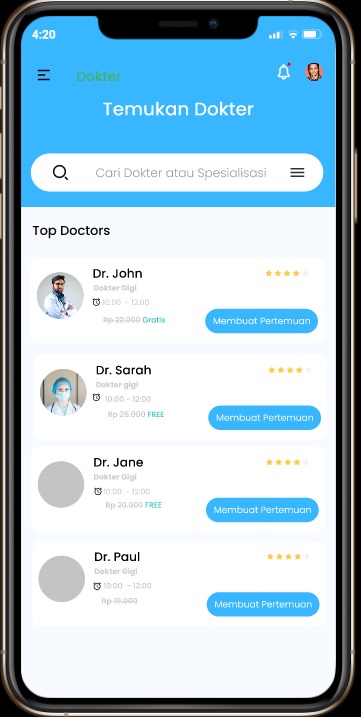 4:20
Dokter
Temukan Dokter
Cari Dokter atau Spesialisasi
Top Doctors
Dr. John
Dokter Gigi
10:00 - 12:00
Rp 22.000 Gratis
Membuat Pertemuan
Dr. Sarah
Dokter gigi
10:00 - 12:00
Rp 25.000 FREE
Membuat Pertemuan
Dr. Jane
Dokter Gigi
10:00 - 12:00
Rp 20.000 FREE
Membuat Pertemuan
Dr. Paul
Dokter Gigi
10:00 - 12:00
Rp 19.000
Membuat Pertemuan